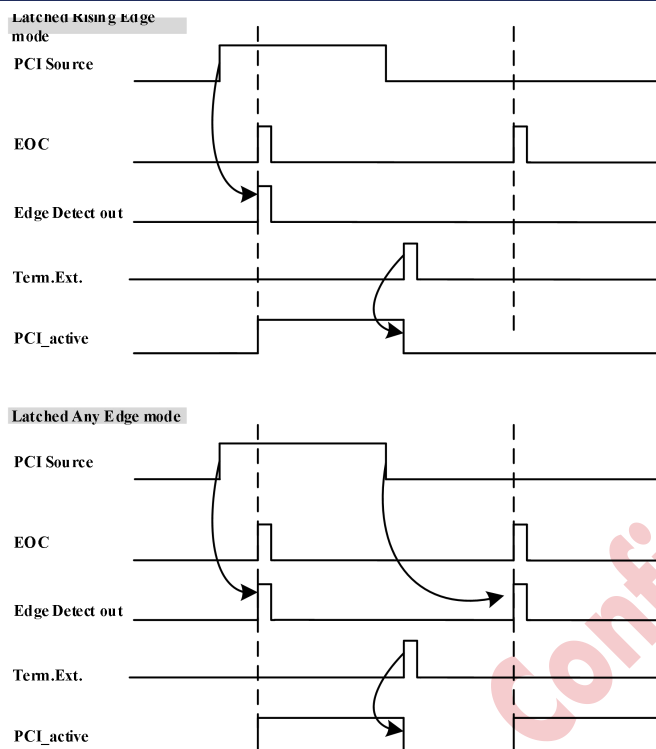 Latched Rising Edge
mode
PCI Source
EOC
Edge Detect out
Term.Ext.
PCI_active
Latched Any Edge mode
PCI Source
EOC
Edge Detect out
Term.Ext.
PCI_active
Confi